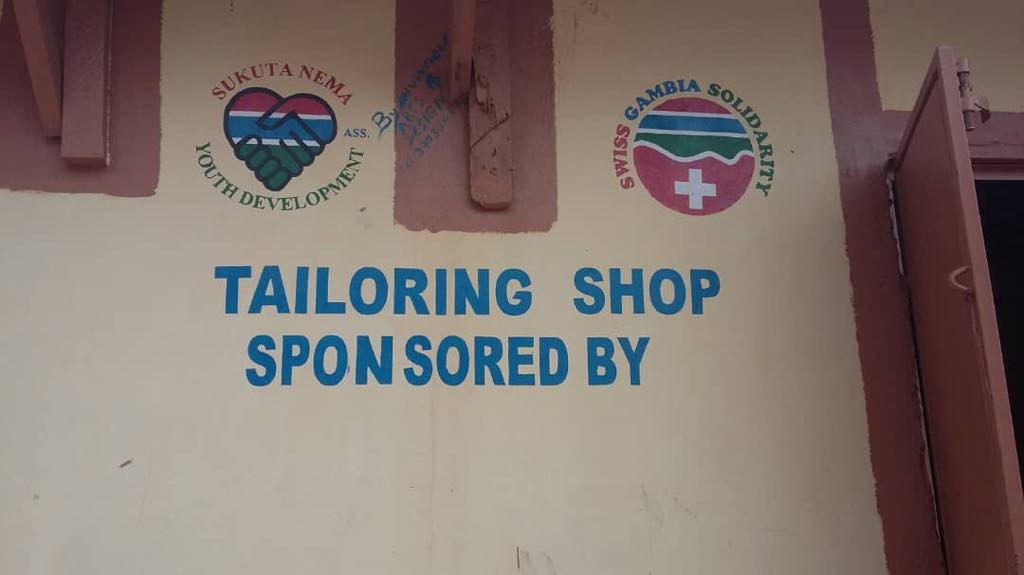 SUKUTA NEMA
YOUTH DEVELOPMENT
ASS.
SWISS GAMBIA SOLIDARITY
TAILORING SHOP
SPONSORED BY